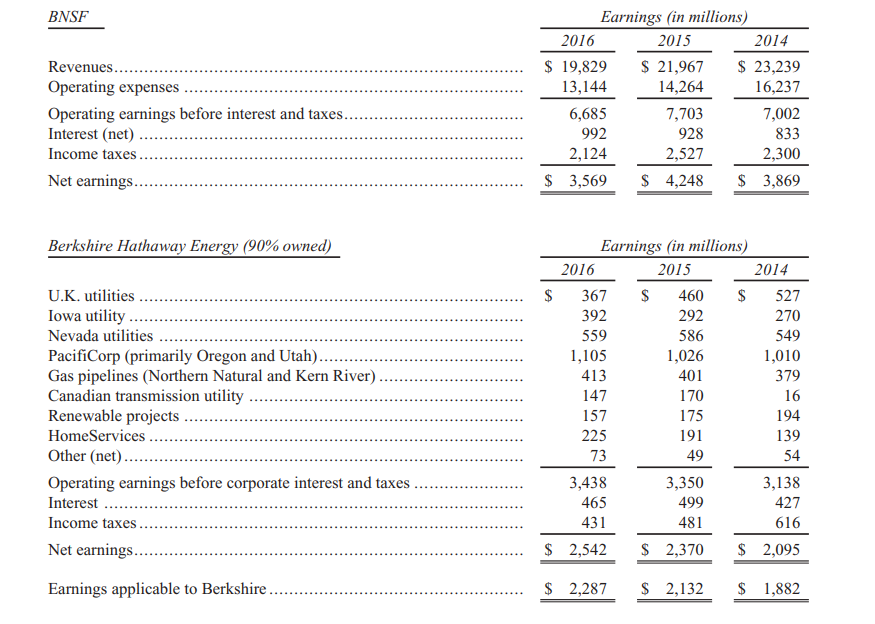 BNSF Earnings (in millions)
2016 2015 2014
Revenues.......... $ 19,829 $ 21,967 $ 23,239
Operating expenses .......... 13,144 14,264 16,237
Operating earnings before interest and taxes.......... 6,685 7,703 7,002
Interest (net) .......... 992 928 833
Income taxes.......... 2,124 2,527 2,300
Net earnings.......... $ 3,569 $ 4,248 $ 3,869
Berkshire Hathaway Energy (90% owned) Earnings (in millions)
2016 2015 2014
U.K. utilities .......... $ 367 $ 460 $ 527
Iowa utility .......... 392 292 270
Nevada utilities .......... 559 586 549
PacifiCorp (primarily Oregon and Utah).......... 1,105 1,026 1,010
Gas pipelines (Northern Natural and Kern River) .......... 413 401 379
Canadian transmission utility .......... 147 170 16
Renewable projects .......... 157 175 194
HomeServices .......... 225 191 139
Other (net).......... 73 49 54
Operating earnings before corporate interest and taxes .......... 3,438 3,350 3,138
Interest .......... 465 499 427
Income taxes.......... 431 481 616
Net earnings.......... $ 2,542 $ 2,370 $ 2,095
Earnings applicable to Berkshire.......... $ 2,287 $ 2,132 $ 1,882